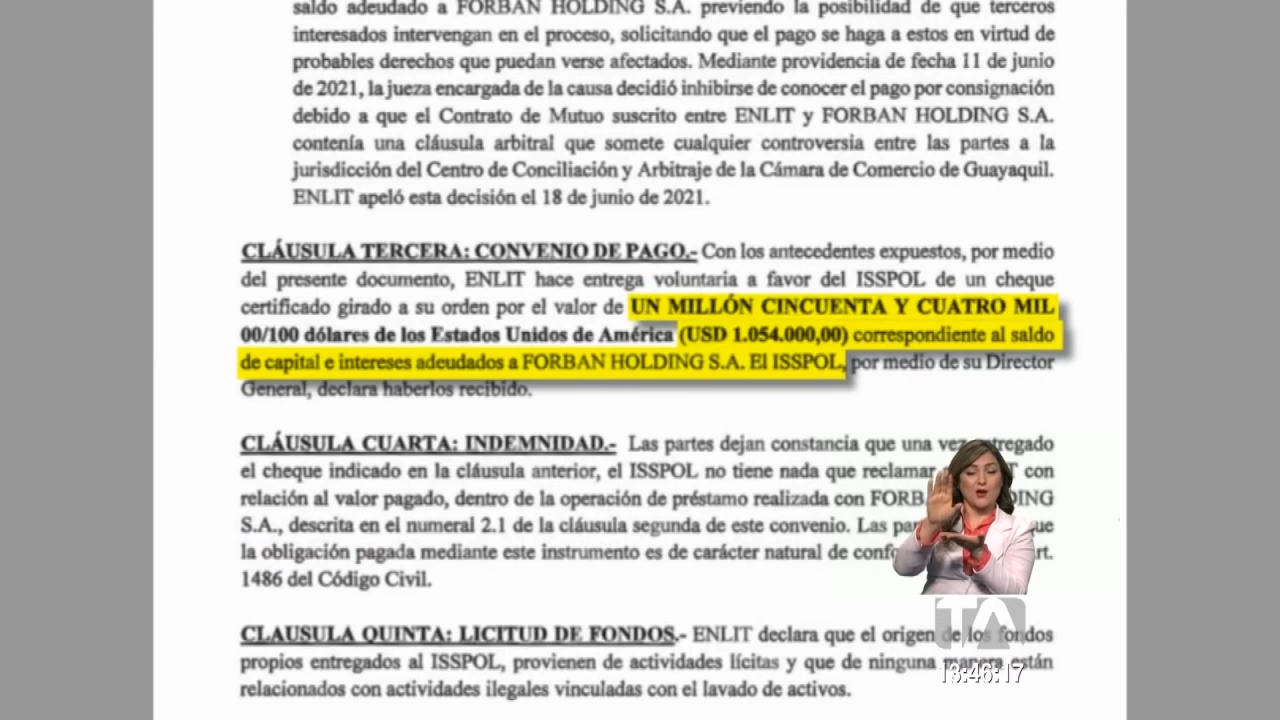 saldo adeudado a FORBAN HOLDING S.A. previendo la posibilidad de que terceros
interesados intervengan en el proceso, solicitando que el pago se haga a estos en virtud de
probables derechos que puedan verse afectados. Mediante providencia de fecha 11 de junio
de 2021, la jueza encargada de la causa decidió inhibirse de conocer el pago por consignación
debido a que el Contrato de Mutuo suscrito entre ENLIT y FORBAN HOLDING S.A.
contenía una cláusula arbitral que somete cualquier controversia entre las partes a la
jurisdicción del Centro de Conciliación y Arbitraje de la Cámara de Comercio de Guayaquil.
ENLIT apeló esta decisión el 18 de junio de 2021.
CLÁUSULA TERCERA: CONVENIO DE PAGO.- Con los antecedentes expuestos, por medio
del presente documento, ENLIT hace entrega voluntaria a favor del ISSPOL de un cheque
certificado girado a su orden por el valor de UN MILLÓN CINCUENTA Y CUATRO MIL
00/100 dólares de los Estados Unidos de América (USD 1.054.000,00) correspondiente al saldo
de capital e intereses adeudados a FORBAN HOLDING S.A. El ISSPOL, por medio de su Director
General, declara haberlos recibido.
CLÁUSULA CUARTA: INDEMNIDAD.- Las partes dejan constancia que una vez entregado
el cheque indicado en la cláusula anterior, el ISSPOL no tiene nada que reclamar T con
relación al valor pagado, dentro de la operación de préstamo realizada con FORB DING
S.A., descrita en el numeral 2.1 de la cláusula segunda de este convenio. Las par ue
la obligación pagada mediante este instrumento es de carácter natural de confo rt.
1486 del Código Civil.
CLAUSULA QUINTA: LICITUD DE FONDOS.- ENLIT declara que el origen de los fondos
propios entregados al ISSPOL, provienen de actividades lícitas y que de ninguna manera están
relacionados con actividades ilegales vinculadas con el lavado de activos.
TA
13:46:17